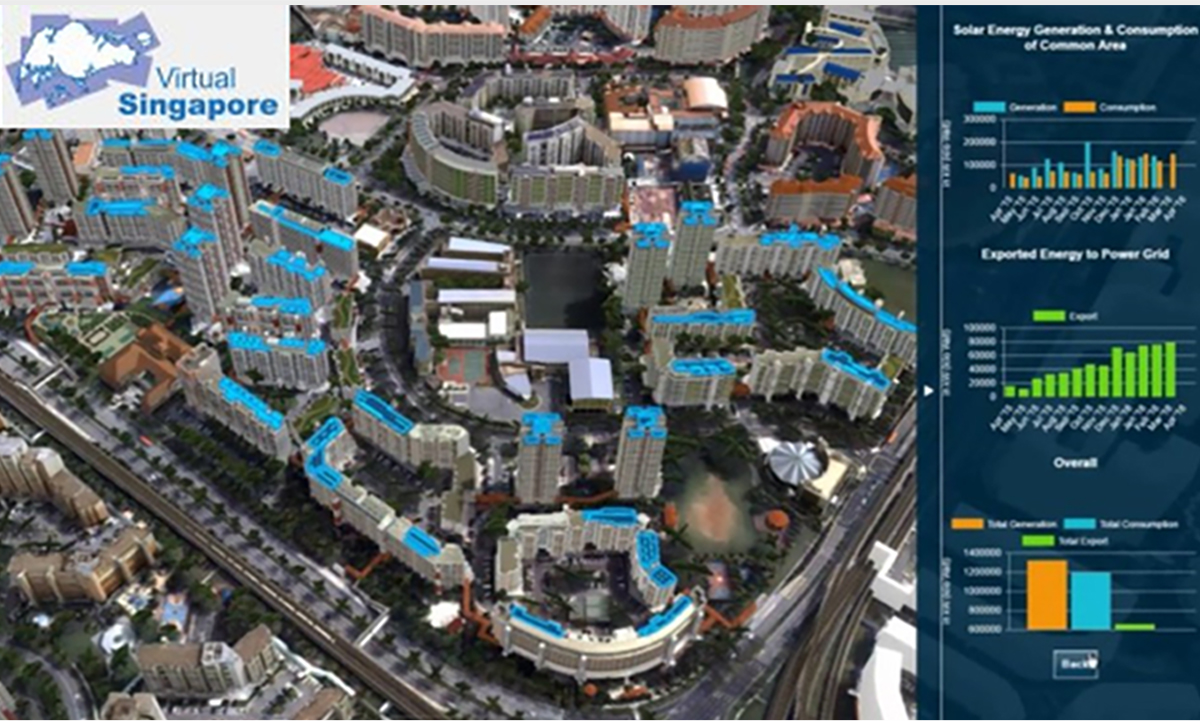 Virtual
Singapore
Solar Energy Generation & Consumption
of Common Area
Generation Consumption
300000
200000
100000
0
Exported Energy to Power Grid
Export
100000
80000
60000
40000
20000
0
Overall
Total Generation Total Consumption
Total Export
1400000
1200000
1000000
800000
600000
Back